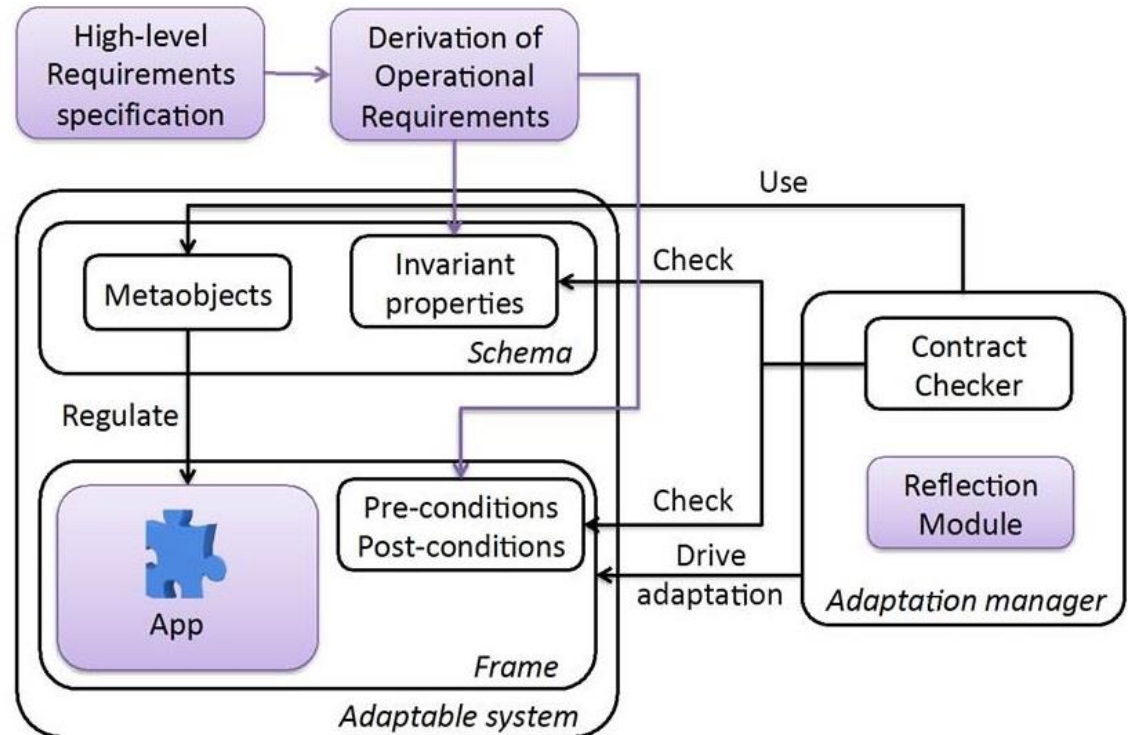 High-level
Requirements
specification
Derivation of
Operational
Requirements
Use
Metaobjects
Invariant
properties
Schema
Check
Contract
Checker
Regulate
App
Pre-conditions
Post-conditions
Frame
Check
Drive
adaptation
Reflection
Module
Adaptation manager
Adaptable system